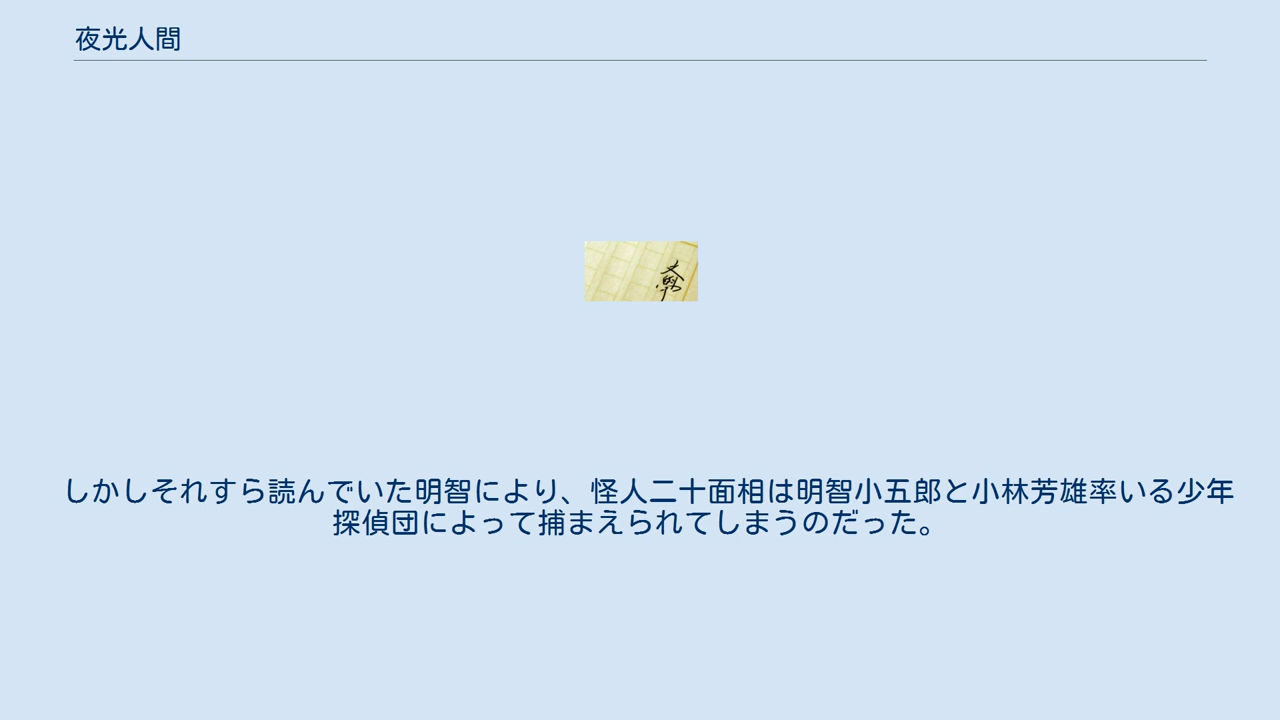 夜光人間
しかしそれすら読んでいた明智により、怪人二十面相は明智小五郎と小林芳雄率いる少年
探偵団によって捕まえられてしまうのだった。